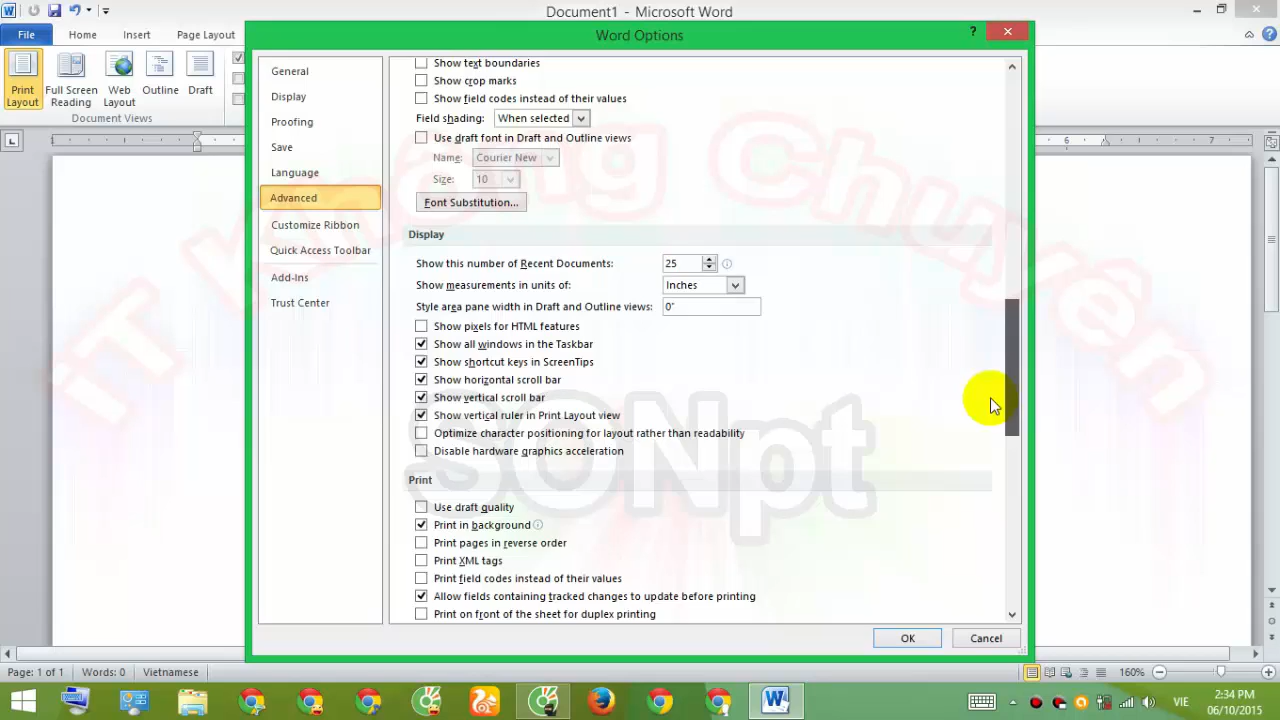 Document1 - Microsoft Word
File
Home
Insert
Page Layout
Print Layout
Full Screen Reading
Web Layout
Outline
Draft
Document Views
Word Options
General
Display
Proofing
Save
Language
Advanced
Customize Ribbon
Quick Access Toolbar
Add-Ins
Trust Center
Show text boundaries
Show crop marks
Show field codes instead of their values
Field shading: When selected
Use draft font in Draft and Outline views
Name: Courier New
Size: 10
Font Substitution...
Display
Show this number of Recent Documents: 25
Show measurements in units of: Inches
Style area pane width in Draft and Outline views: 0"
Show pixels for HTML features
Show all windows in the Taskbar
Show shortcut keys in ScreenTips
Show horizontal scroll bar
Show vertical scroll bar
Show vertical ruler in Print Layout view
Optimize character positioning for layout rather than readability
Disable hardware graphics acceleration
Print
Use draft quality
Print in background
Print pages in reverse order
Print XML tags
Print field codes instead of their values
Allow fields containing tracked changes to update before printing
Print on front of the sheet for duplex printing
OK
Cancel
1
6
7
SONpt
Page: 1 of 1
Words: 0
Vietnamese
160%
VIE
2:34 PM
06/10/2015